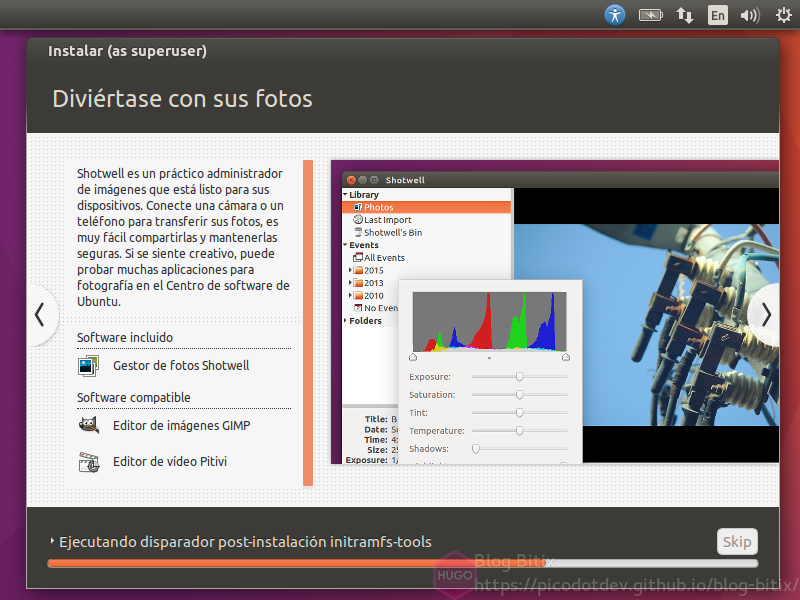 En
Instalar (as superuser)
Diviértase con sus fotos
Shotwell es un práctico administrador
de imágenes que está listo para sus
dispositivos. Conecte una cámara o un
teléfono para transferir sus fotos, es
muy fácil compartirlas y mantenerlas
seguras. Si se siente creativo, puede
probar muchas aplicaciones para
fotografía en el Centro de software de
Ubuntu.
Software incluido
Gestor de fotos Shotwell
Software compatible
Editor de imágenes GIMP
Editor de vídeo Pitivi
Shotwell
Library
Photos
Last Import
Shotwell's Bin
Events
All Events
2015
2013
2010
No Even
Folders
Exposure:
Saturation:
Tint:
Temperature:
Shadows:
Title: B
Date: Su
Time: 4:
Size: 25
Exposure: 1/
Ejecutando disparador post-instalación initramfs-tools
Skip
HUGO
Blog Bitix
https://picodotdev.github.io/blog-bitix/